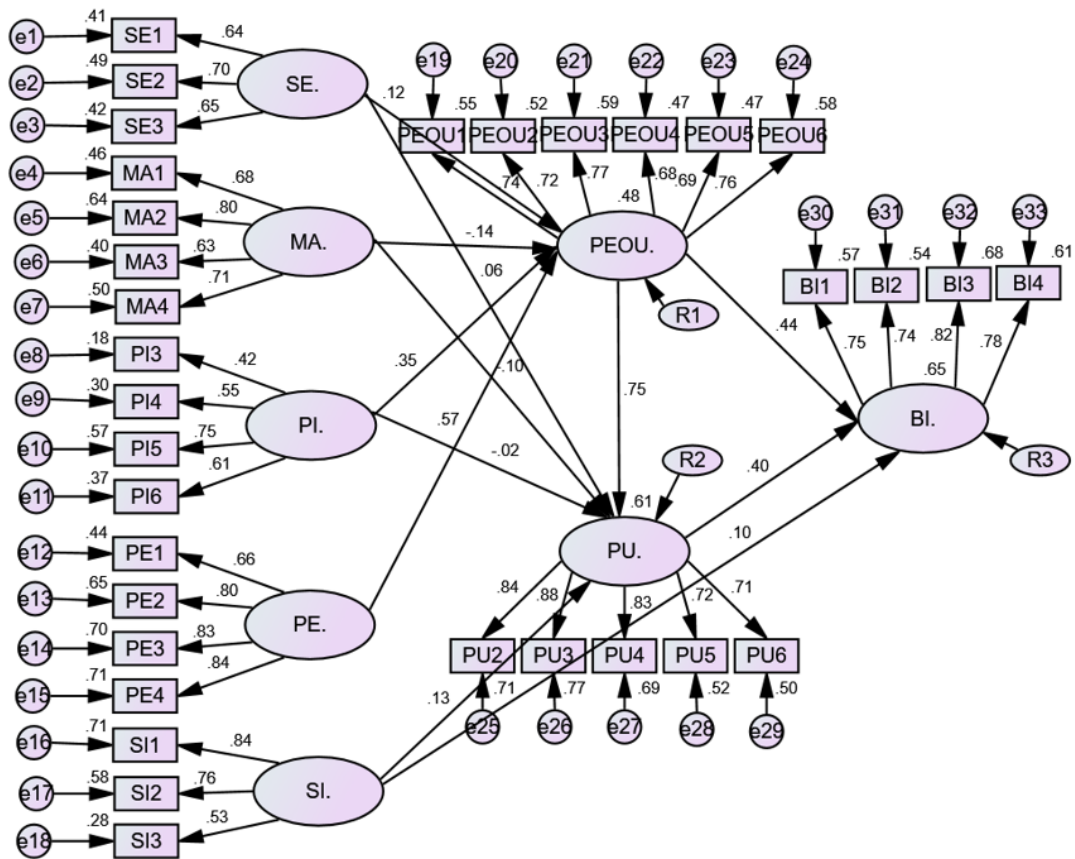 e1
.41
SE1
.64
e2
.49
SE2
.70
SE.
e3
.42
SE3
.65
e4
.46
MA1
.68
e5
.64
MA2
.80
MA.
e6
.40
MA3
.63
e7
.50
MA4
.71
e8
.18
PI3
.42
e9
.30
PI4
.55
PI.
e10
.57
PI5
.75
e11
.37
PI6
.61
e12
.44
PE1
.66
e13
.65
PE2
.80
PE.
e14
.70
PE3
.83
e15
.71
PE4
.84
e16
.71
SI1
.84
e17
.58
SI2
.76
SI.
e18
.28
SI3
.53
e19
e20
e21
e22
e23
e24
.55
.52
.59
.47
.47
.58
PEOU1
PEOU2
PEOU3
PEOU4
PEOU5
PEOU6
.74
.72
.77
.68
.69
.76
.48
PEOU.
R1
.12
-.14
.06
.35
-.10
.57
-.02
.75
.44
R2
.61
PU.
.40
.10
.13
.84
.88
.83
.72
.71
PU2
PU3
PU4
PU5
PU6
.71
.77
.69
.52
.50
e25
e26
e27
e28
e29
e30
e31
e32
e33
.57
.54
.68
.61
BI1
BI2
BI3
BI4
.75
.74
.82
.78
.65
BI.
R3